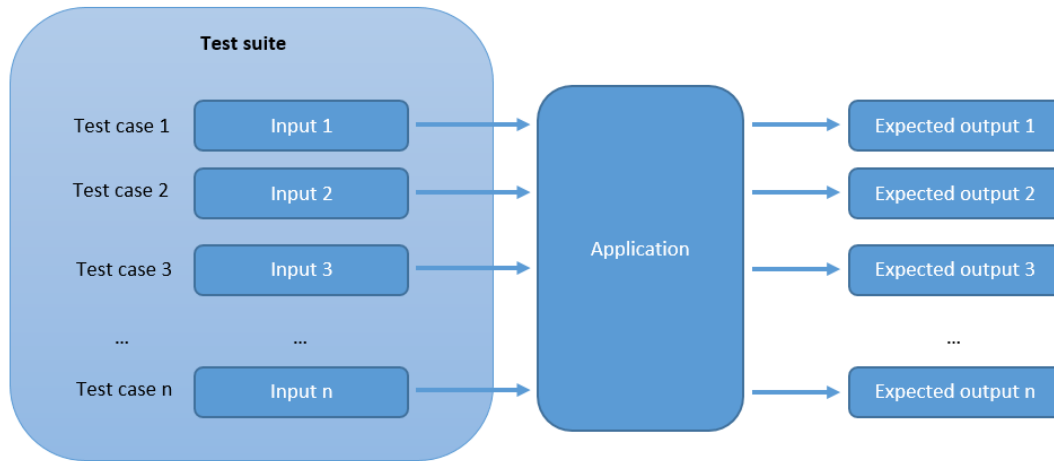 Test suite
Test case 1 Input 1 Expected output 1
Test case 2 Input 2 Expected output 2
Test case 3 Input 3 Expected output 3
Application
... ... ...
Test case n Input n Expected output n